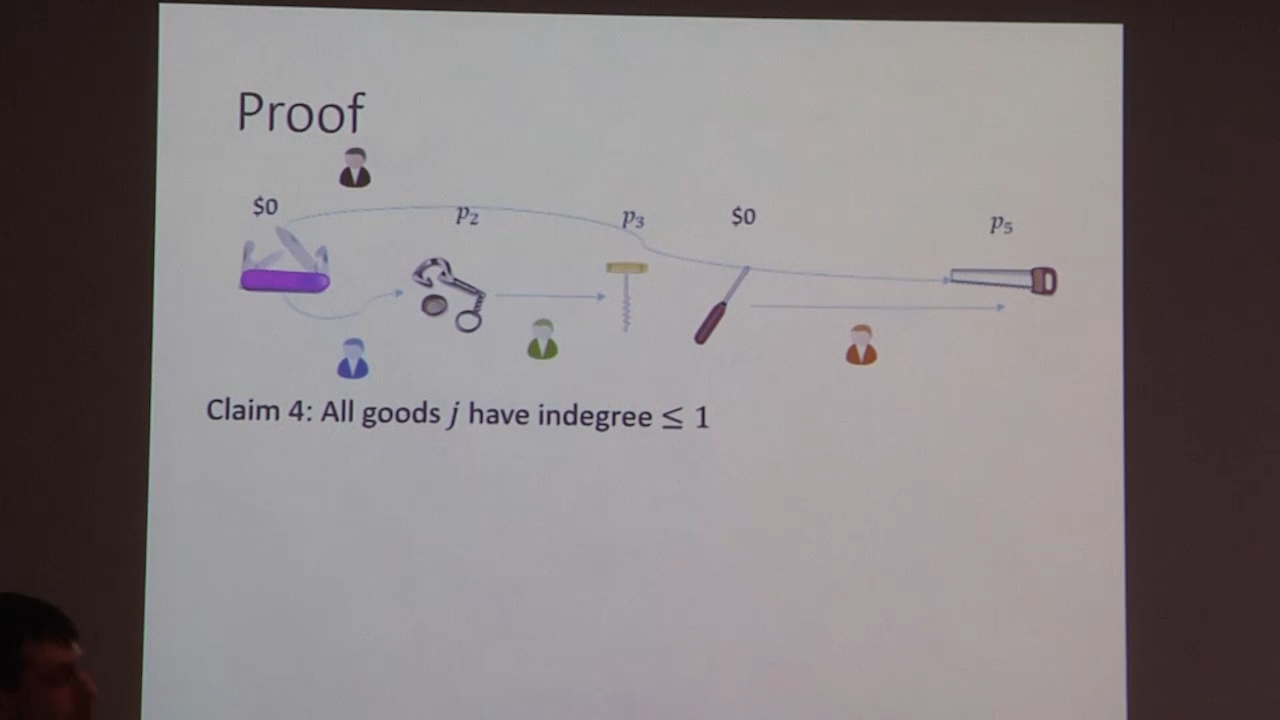 Proof
$0 p₂ p₃ $0 p₅
Claim 4: All goods j have indegree ≤ 1